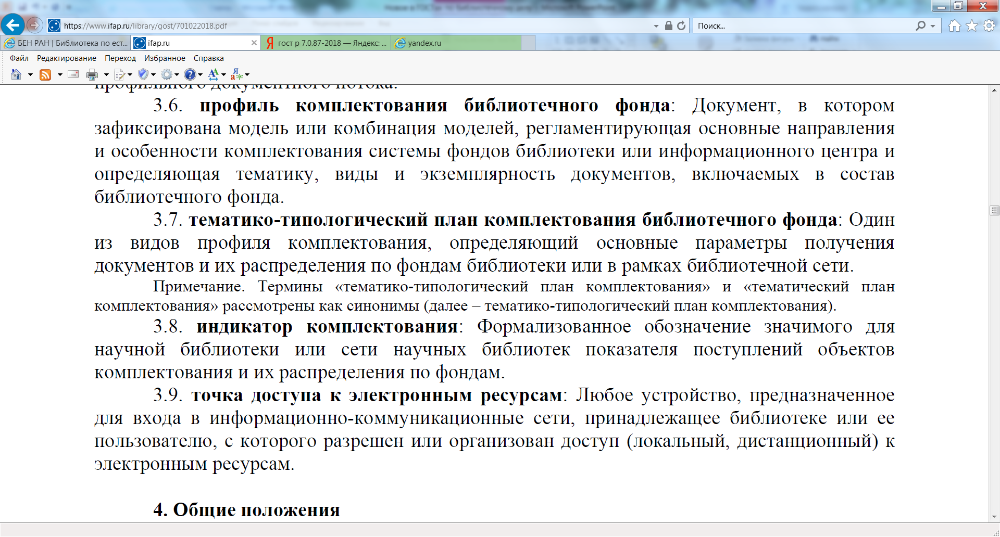 https://www.ifap.ru/library/gost/701022018.pdf
Поиск...
БЕН РАН | Библиотека по ест...
ifap.ru
гост р 7.0.87-2018 — Яндекс: ...
yandex.ru
Файл Редактирование Переход Избранное Справка
профильного документного потока.
3.6. профиль комплектования библиотечного фонда: Документ, в котором
зафиксирована модель или комбинация моделей, регламентирующая основные направления
и особенности комплектования системы фондов библиотеки или информационного центра и
определяющая тематику, виды и экземплярность документов, включаемых в состав
библиотечного фонда.
3.7. тематико-типологический план комплектования библиотечного фонда: Один
из видов профиля комплектования, определяющий основные параметры получения
документов и их распределения по фондам библиотеки или в рамках библиотечной сети.
Примечание. Термины «тематико-типологический план комплектования» и «тематический план
комплектования» рассмотрены как синонимы (далее – тематико-типологический план комплектования).
3.8. индикатор комплектования: Формализованное обозначение значимого для
научной библиотеки или сети научных библиотек показателя поступлений объектов
комплектования и их распределения по фондам.
3.9. точка доступа к электронным ресурсам: Любое устройство, предназначенное
для входа в информационно-коммуникационные сети, принадлежащее библиотеке или ее
пользователю, с которого разрешен или организован доступ (локальный, дистанционный) к
электронным ресурсам.
4. Общие положения